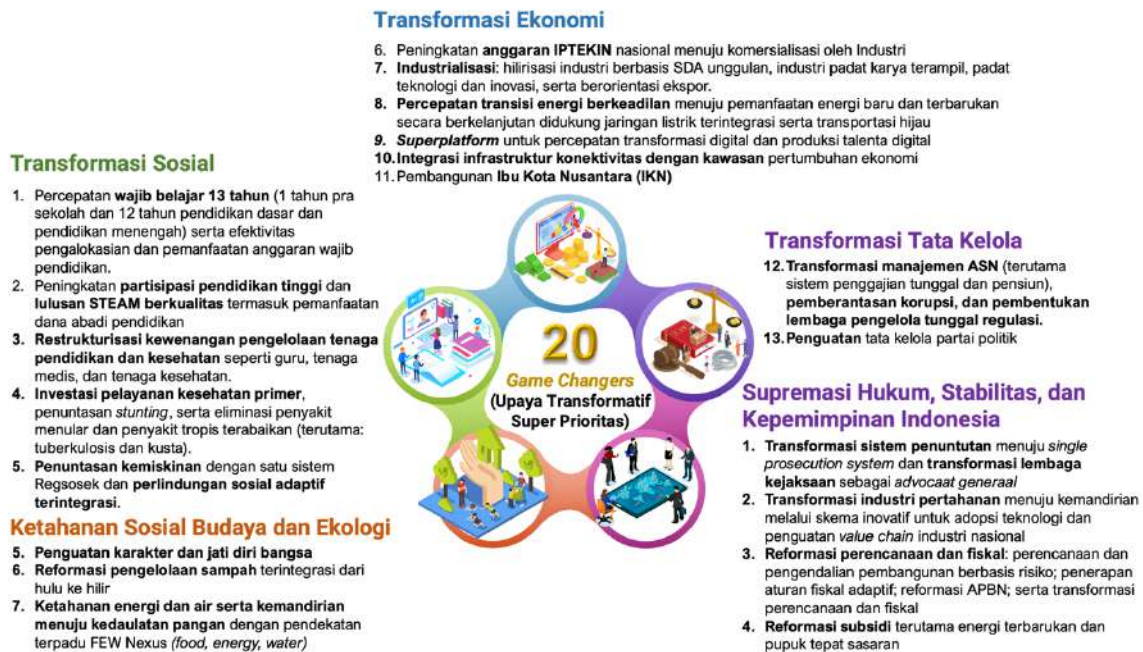 Transformasi Ekonomi
6. Peningkatan anggaran IPTEKIN nasional menuju komersialisasi oleh Industri
7. Industrialisasi: hilirisasi industri berbasis SDA unggulan, industri padat karya terampil, padat
teknologi dan inovasi, serta berorientasi ekspor.
8. Percepatan transisi energi berkeadilan menuju pemanfaatan energi baru dan terbarukan
secara berkelanjutan didukung jaringan listrik terintegrasi serta transportasi hijau
9. Superplatform untuk percepatan transformasi digital dan produksi talenta digital
10. Integrasi infrastruktur konektivitas dengan kawasan pertumbuhan ekonomi
11. Pembangunan Ibu Kota Nusantara (IKN)
Transformasi Sosial
1. Percepatan wajib belajar 13 tahun (1 tahun pra
sekolah dan 12 tahun pendidikan dasar dan
pendidikan menengah) serta efektivitas
pengalokasian dan pemanfaatan anggaran wajib
pendidikan.
2. Peningkatan partisipasi pendidikan tinggi dan
lulusan STEAM berkualitas termasuk pemanfaatan
dana abadi pendidikan
3. Restrukturisasi kewenangan pengelolaan tenaga
pendidikan dan kesehatan seperti guru, tenaga
medis, dan tenaga kesehatan.
4. Investasi pelayanan kesehatan primer,
penuntasan stunting, serta eliminasi penyakit
menular dan penyakit tropis terabaikan (terutama:
tuberkulosis dan kusta).
5. Penuntasan kemiskinan dengan satu sistem
Regsosek dan perlindungan sosial adaptif
terintegrasi.
Ketahanan Sosial Budaya dan Ekologi
5. Penguatan karakter dan jati diri bangsa
6. Reformasi pengelolaan sampah terintegrasi dari
hulu ke hilir
7. Ketahanan energi dan air serta kemandirian
menuju kedaulatan pangan dengan pendekatan
terpadu FEW Nexus (food, energy, water)
20
Game Changers
(Upaya Transformatif
Super Prioritas)
Transformasi Tata Kelola
12. Transformasi manajemen ASN (terutama
sistem penggajian tunggal dan pensiun),
pemberantasan korupsi, dan pembentukan
lembaga pengelola tunggal regulasi.
13. Penguatan tata kelola partai politik
Supremasi Hukum, Stabilitas, dan
Kepemimpinan Indonesia
1. Transformasi sistem penuntutan menuju single
prosecution system dan transformasi lembaga
kejaksaan sebagai advocaat generaal
2. Transformasi industri pertahanan menuju kemandirian
melalui skema inovatif untuk adopsi teknologi dan
penguatan value chain industri nasional
3. Reformasi perencanaan dan fiskal: perencanaan dan
pengendalian pembangunan berbasis risiko; penerapan
aturan fiskal adaptif; reformasi APBN; serta transformasi
perencanaan dan fiskal
4. Reformasi subsidi terutama energi terbarukan dan
pupuk tepat sasaran